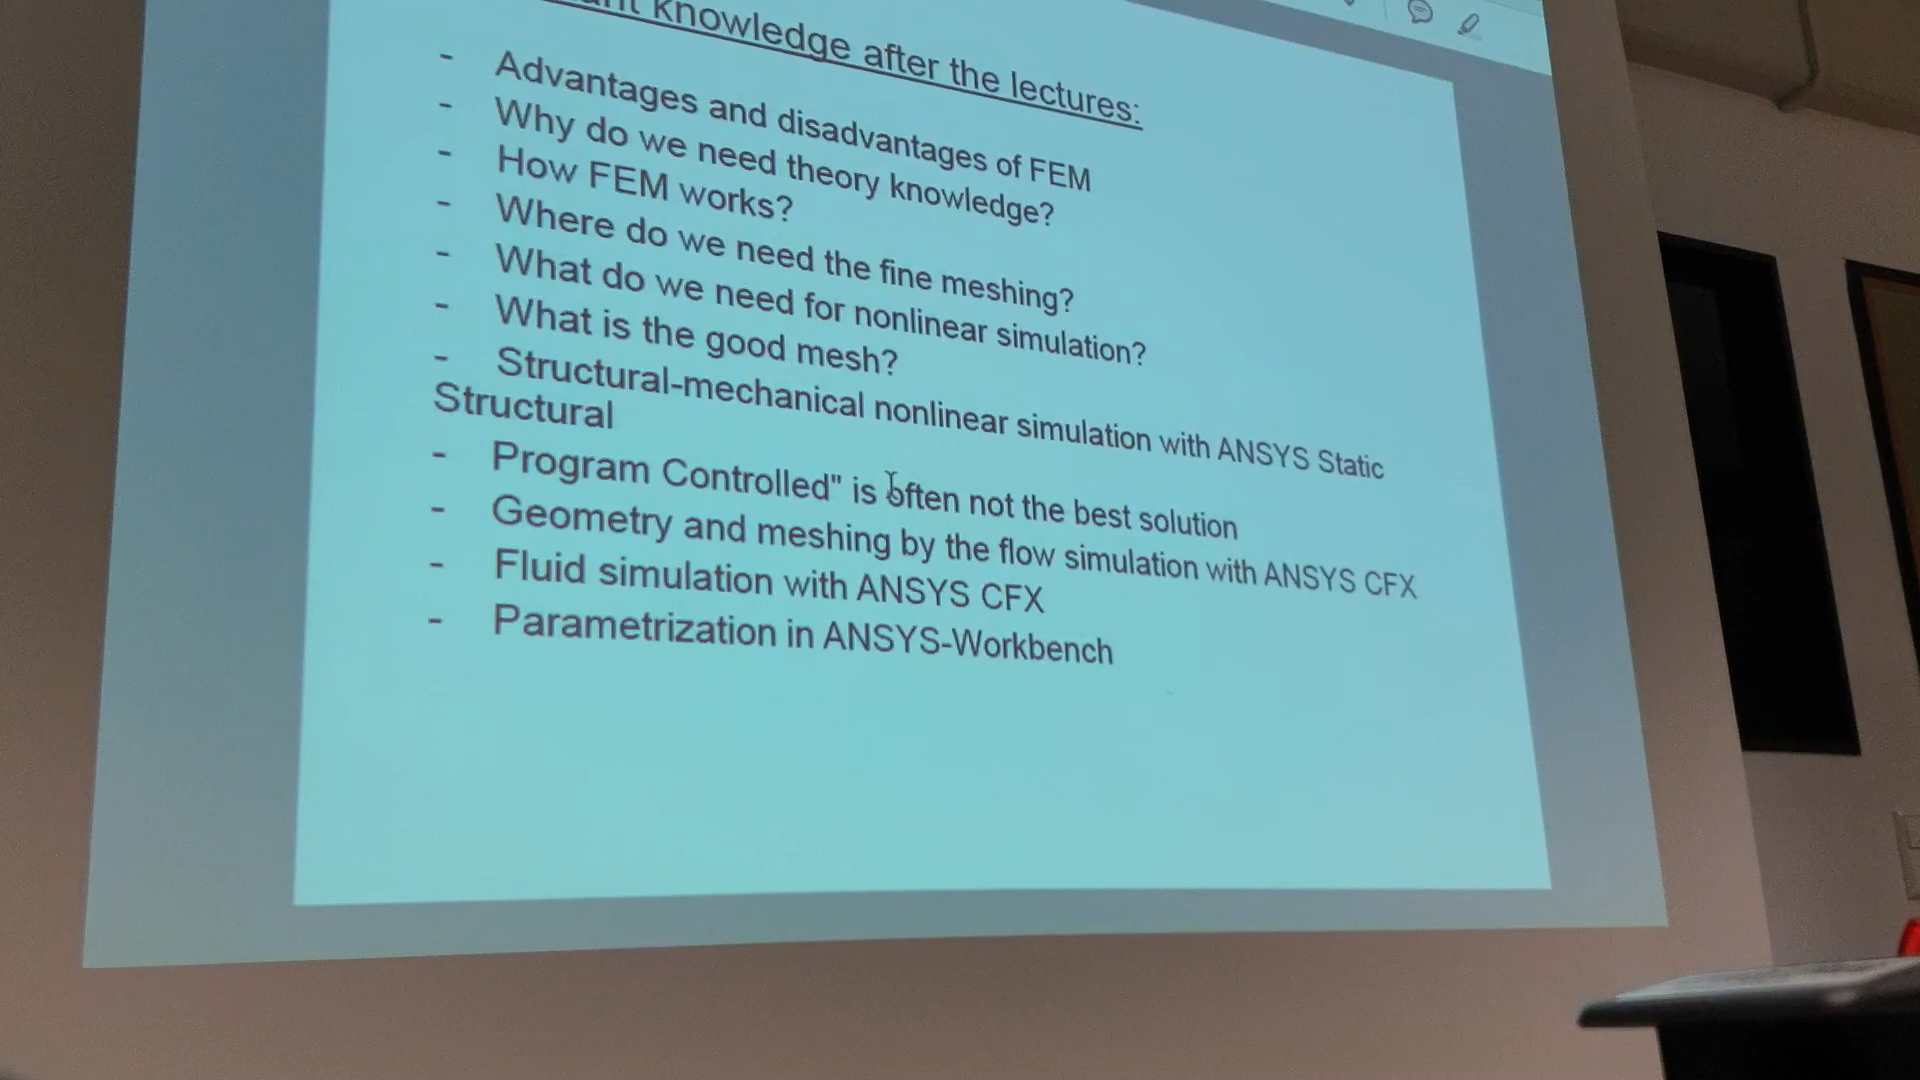 knowledge after the lectures:
- Advantages and disadvantages of FEM
- Why do we need theory knowledge?
- How FEM works?
- Where do we need the fine meshing?
- What do we need for nonlinear simulation?
- What is the good mesh?
- Structural-mechanical nonlinear simulation with ANSYS Static
Structural
- Program Controlled" is often not the best solution
- Geometry and meshing by the flow simulation with ANSYS CFX
- Fluid simulation with ANSYS CFX
- Parametrization in ANSYS-Workbench